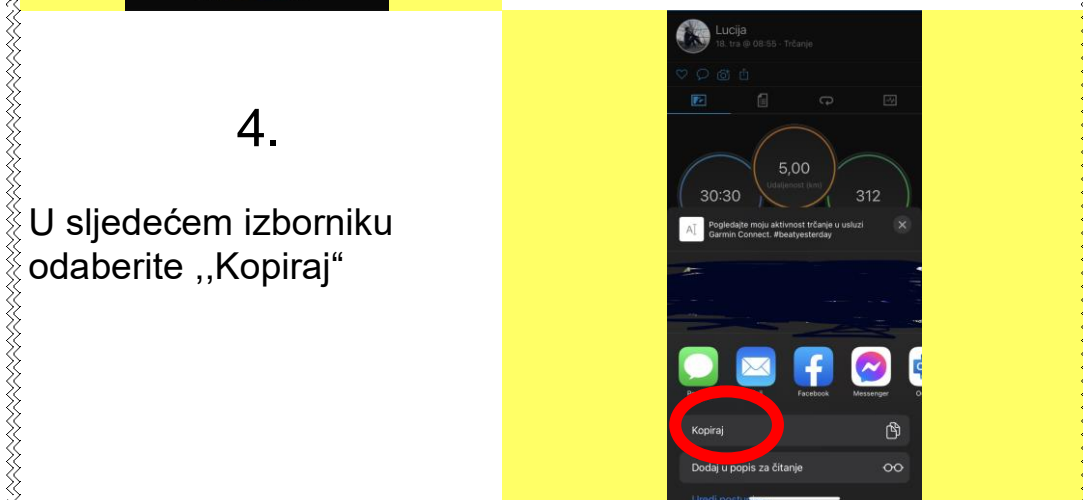 4.
U sljedećem izborniku
odaberite ,,Kopiraj“
Lucija
18. tra @ 08:55 · Trčanje
5,00
Udaljenost (km)
30:30
312
Pogledajte moju aktivnost trčanje u usluzi
Garmin Connect. #beatyesterday
Facebook
Messenger
Kopiraj
Dodaj u popis za čitanje